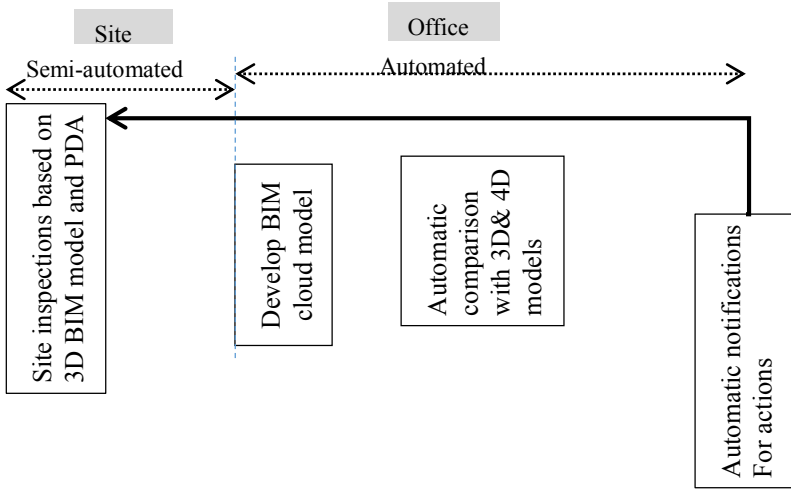 Site
Office
Semi-automated
Automated
Site inspections based on
3D BIM model and PDA
Develop BIM
cloud model
Automatic
comparison
with 3D& 4D
models
Automatic notifications
For actions